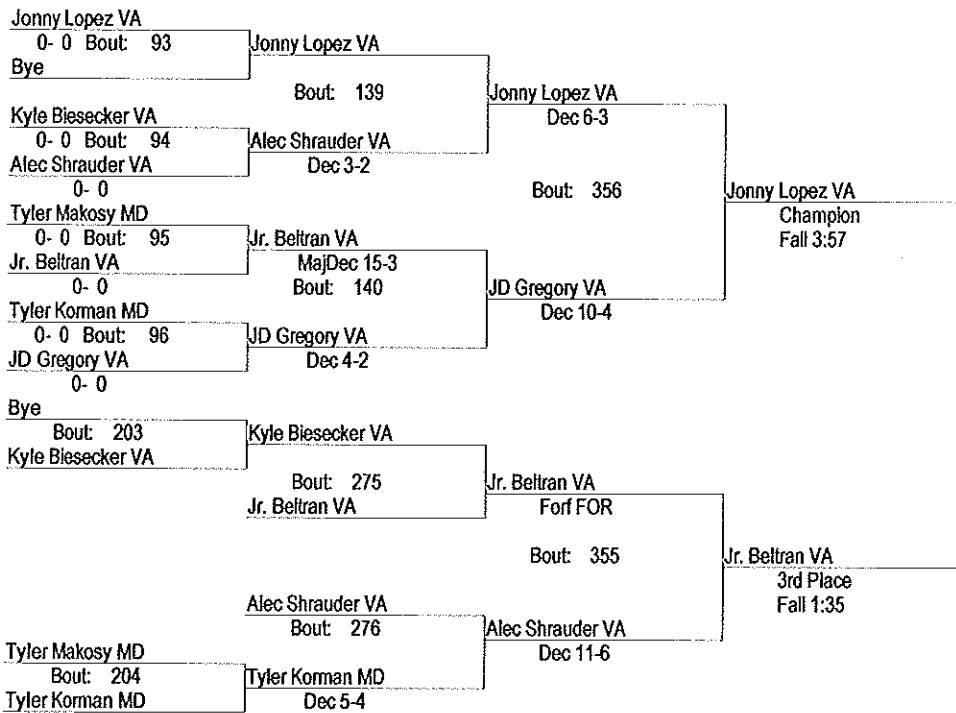 Jonny Lopez VA
0- 0 Bout: 93
Bye
Jonny Lopez VA
Bout: 139
Kyle Biesecker VA
0- 0 Bout: 94
Alec Shrauder VA
0- 0
Alec Shrauder VA
Dec 3-2
Jonny Lopez VA
Dec 6-3
Bout: 356
Tyler Makosy MD
0- 0 Bout: 95
Jr. Beltran VA
0- 0
Jr. Beltran VA
MajDec 15-3
Bout: 140
Tyler Korman MD
0- 0 Bout: 96
JD Gregory VA
0- 0
JD Gregory VA
Dec 4-2
JD Gregory VA
Dec 10-4
Jonny Lopez VA
Champion
Fall 3:57
Bye
Bout: 203
Kyle Biesecker VA
Kyle Biesecker VA
Bout: 275
Jr. Beltran VA
Jr. Beltran VA
Forf FOR
Bout: 355
Alec Shrauder VA
Bout: 276
Tyler Makosy MD
Bout: 204
Tyler Korman MD
Tyler Korman MD
Dec 5-4
Alec Shrauder VA
Dec 11-6
Jr. Beltran VA
3rd Place
Fall 1:35